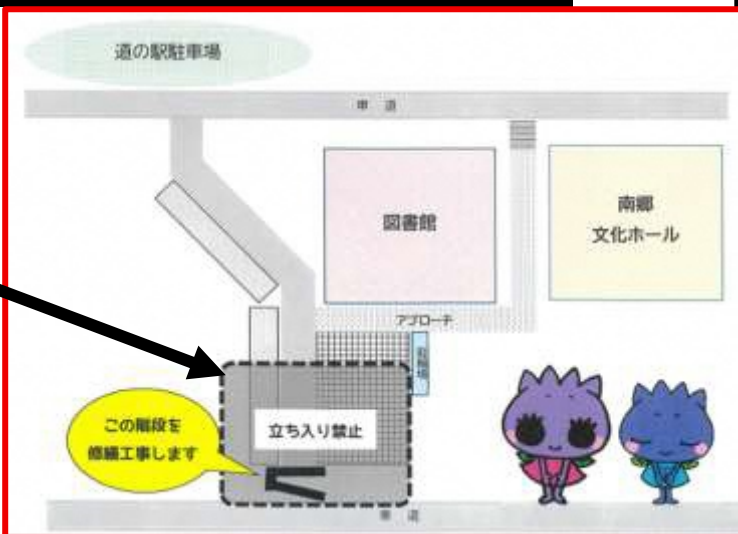 道の駅駐車場
車 道
図書館
南郷
文化ホール
アプローチ
立ち入り禁止
この階段を
修繕工事します
車 道